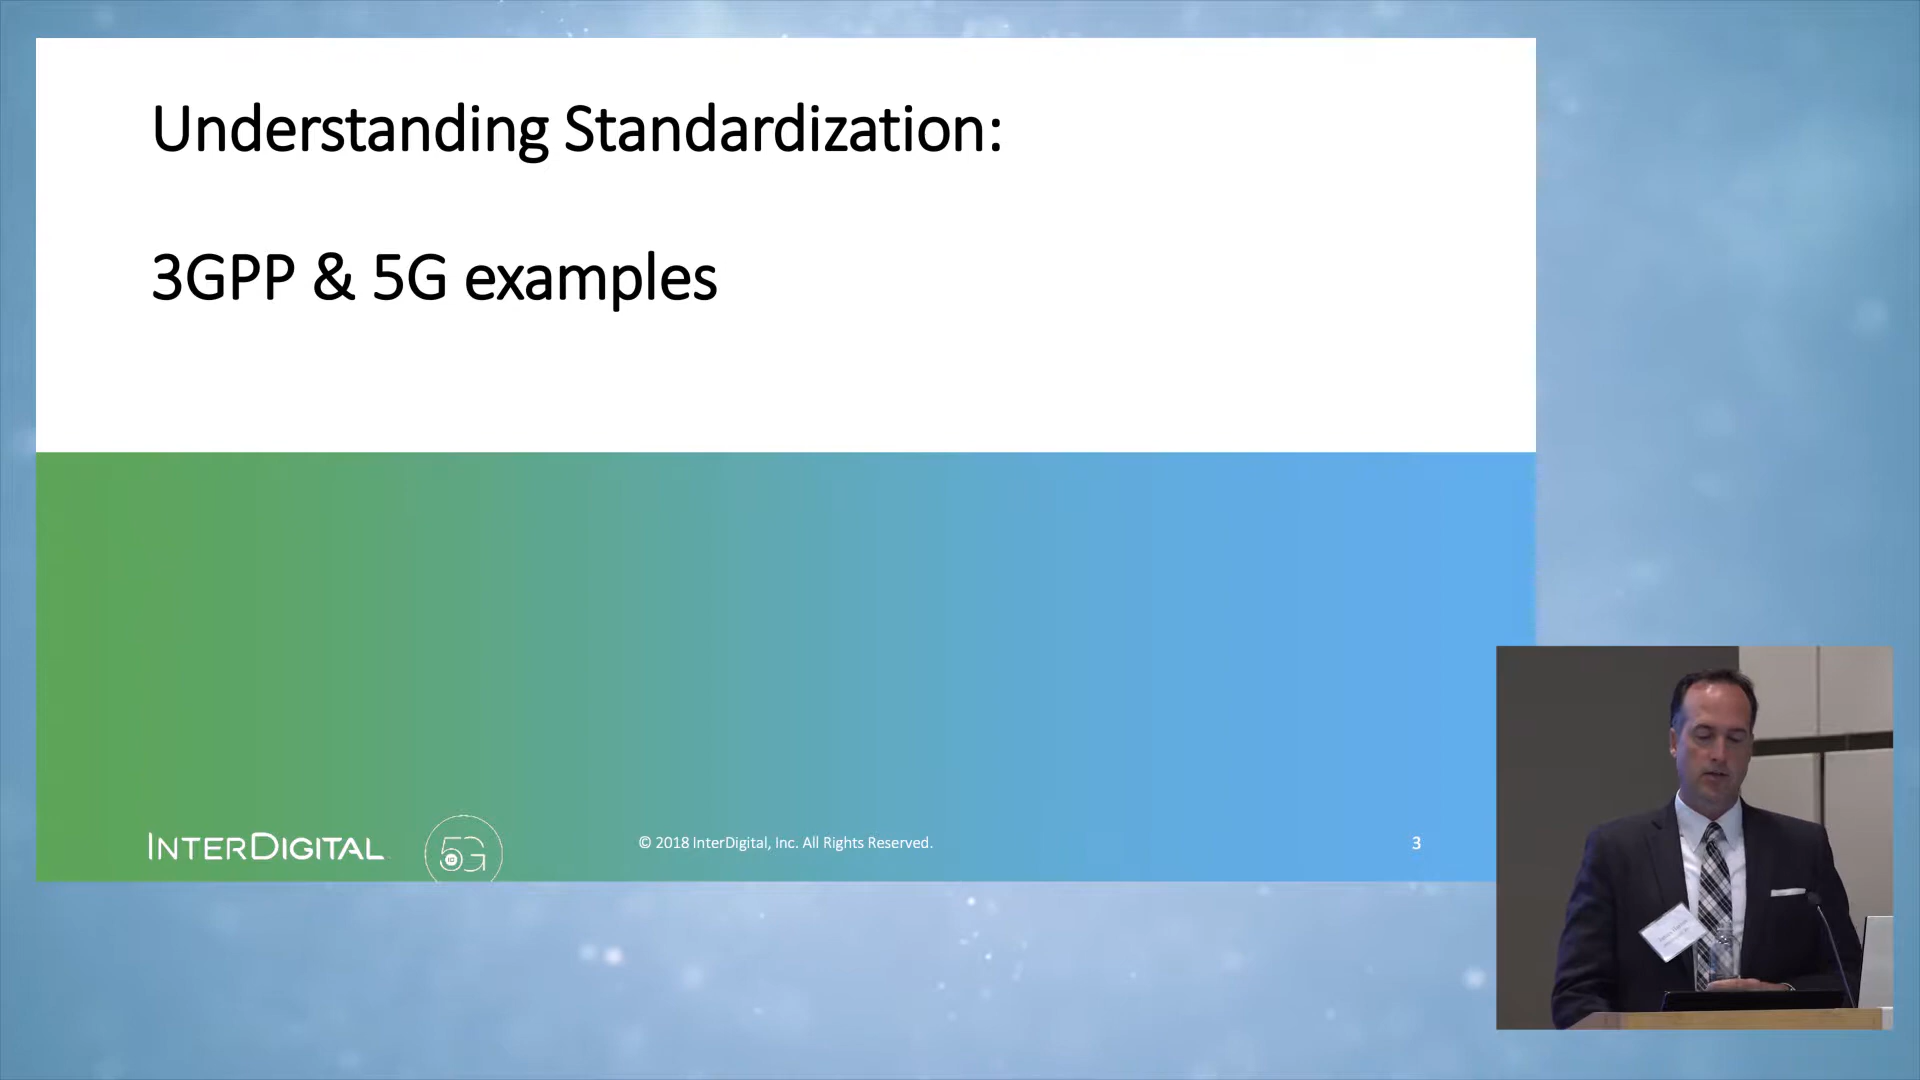 Understanding Standardization:
3GPP & 5G examples
INTERDIGITAL
5G
© 2018 InterDigital, Inc. All Rights Reserved.
3